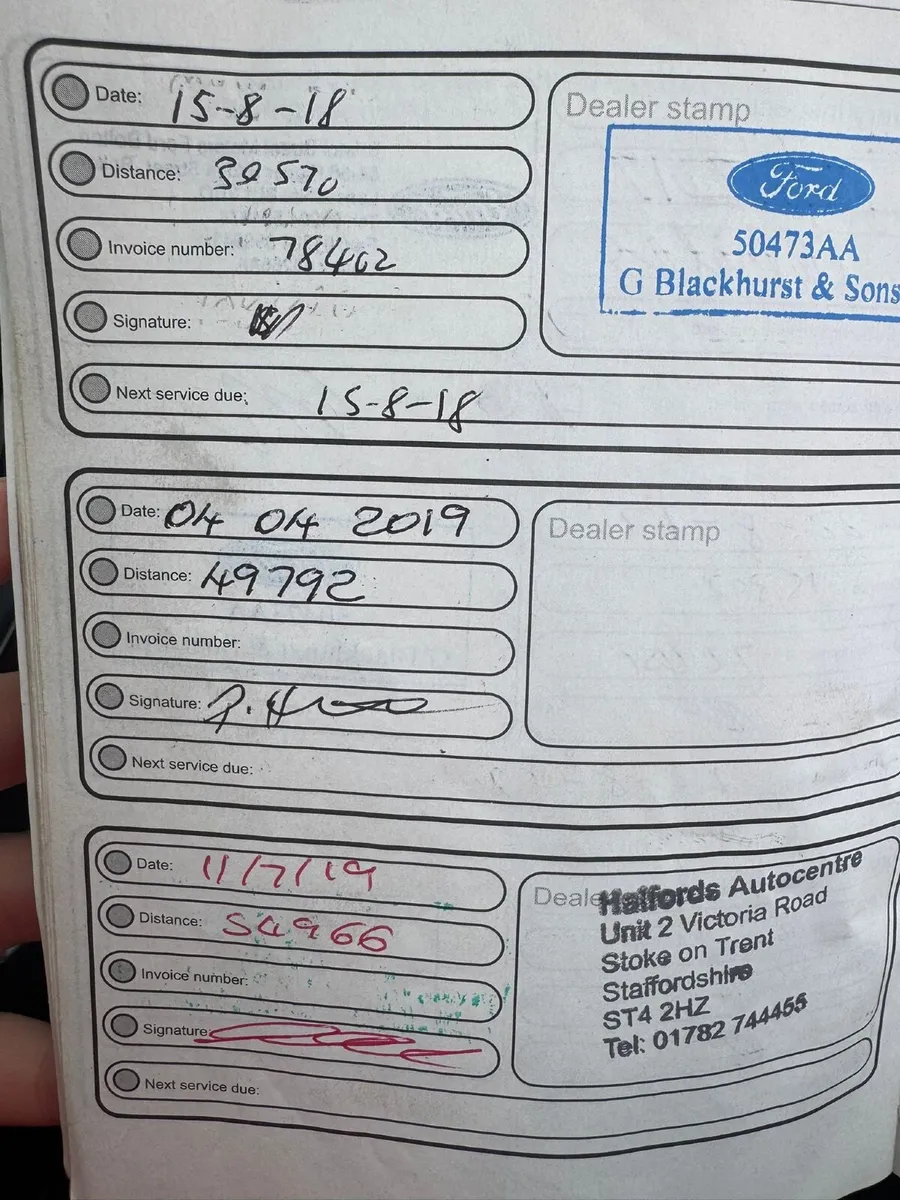 Date: 15-8-18
Distance: 39570
Invoice number: 78402
Signature:
Next service due: 15-8-18
Dealer stamp
Ford
50473AA
G Blackhurst & Sons
Date: 04 04 2019
Distance: 49792
Invoice number:
Signature:
Next service due:
Dealer stamp
Date: 11/7/19
Distance: 54966
Invoice number:
Signature:
Next service due:
Halfords Autocentre
Unit 2 Victoria Road
Stoke on Trent
Staffordshire
ST4 2HZ
Tel: 01782 744455